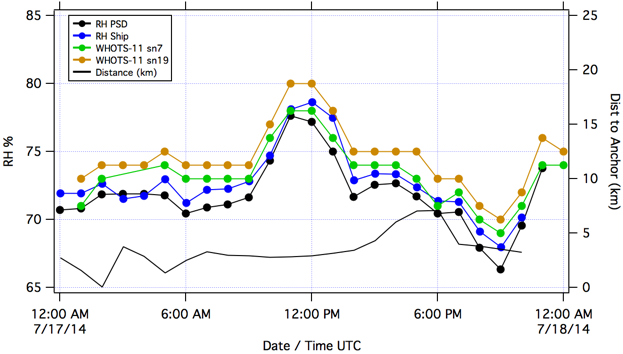 85
80
75
70
65
RH %
RH PSD
RH Ship
WHOTS-11 sn7
WHOTS-11 sn19
Distance (km)
25
20
15
10
5
0
Dist to Anchor (km)
12:00 AM
7/17/14
6:00 AM
12:00 PM
6:00 PM
12:00 AM
7/18/14
Date / Time UTC